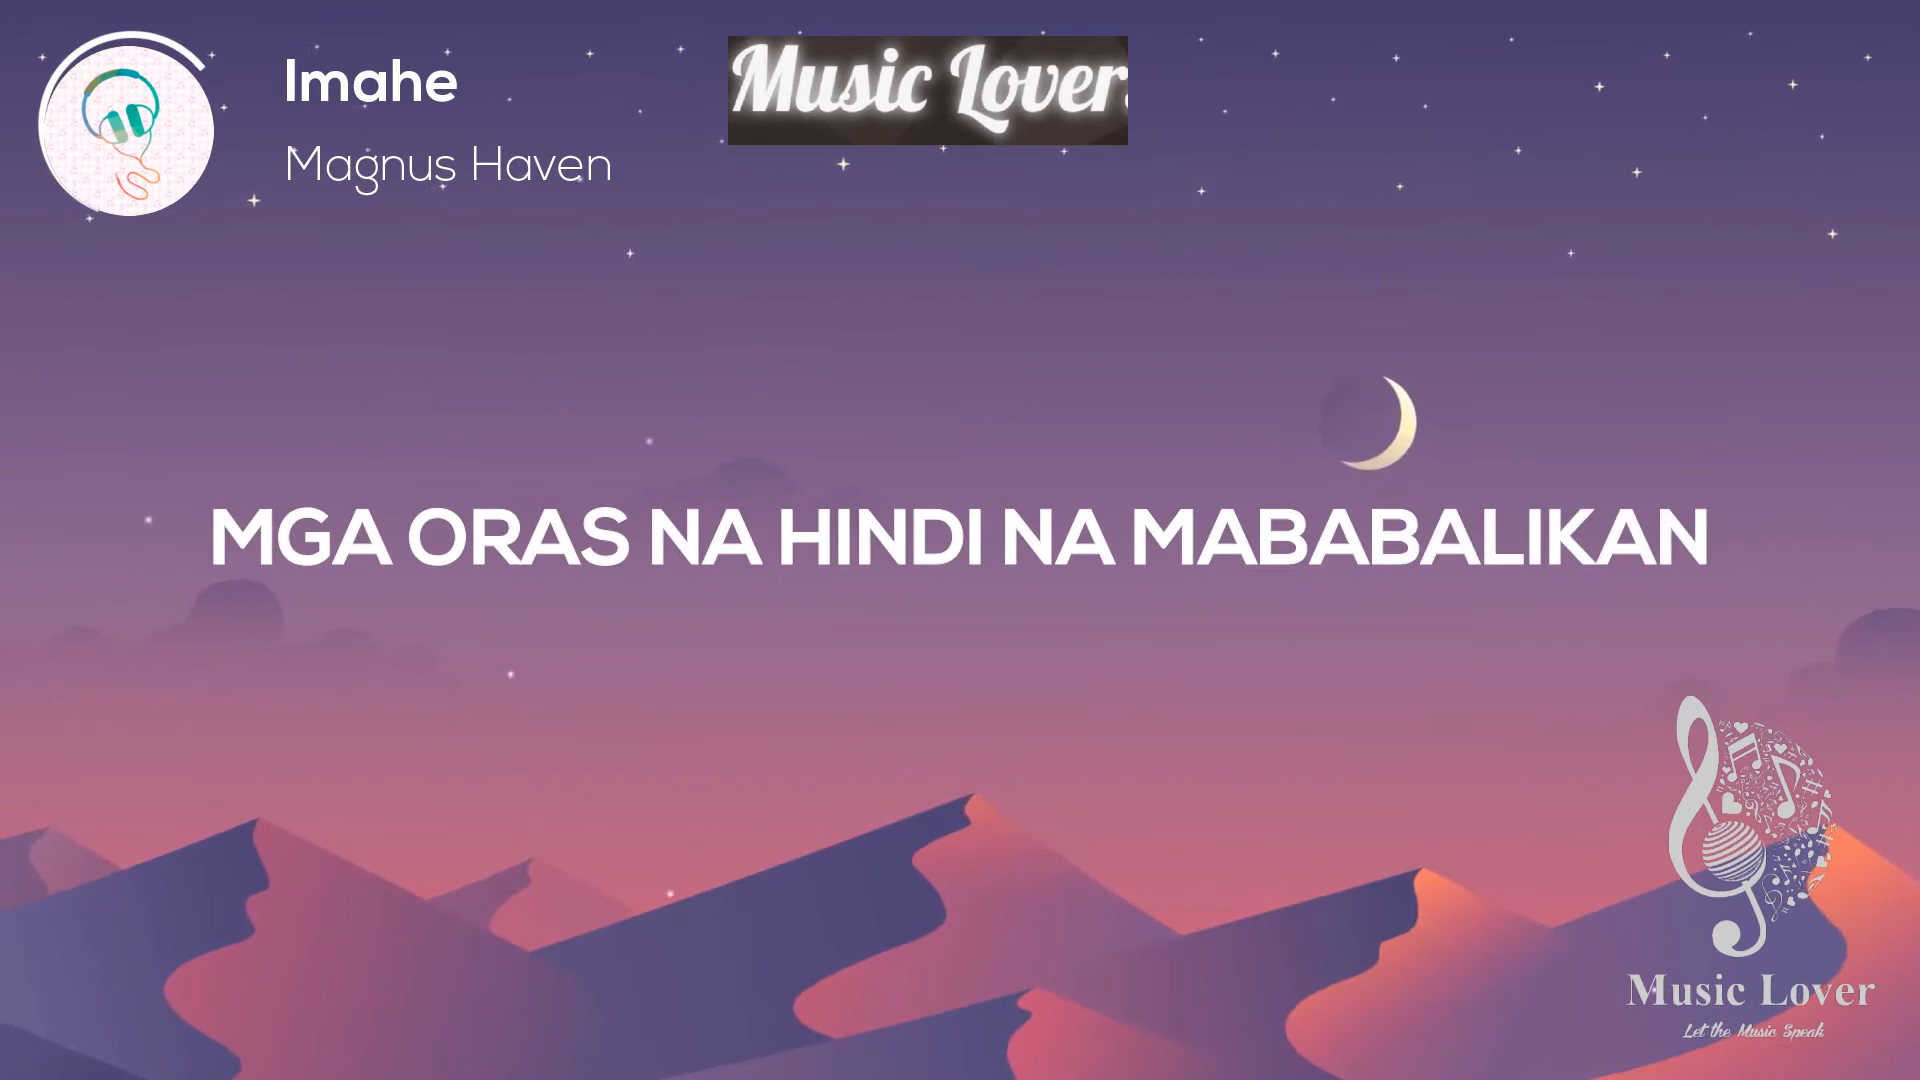 Imahe
Magnus Haven
Music Lover
MGA ORAS NA HINDI NA MABABALIKAN
Music Lover
Let the Music Speak